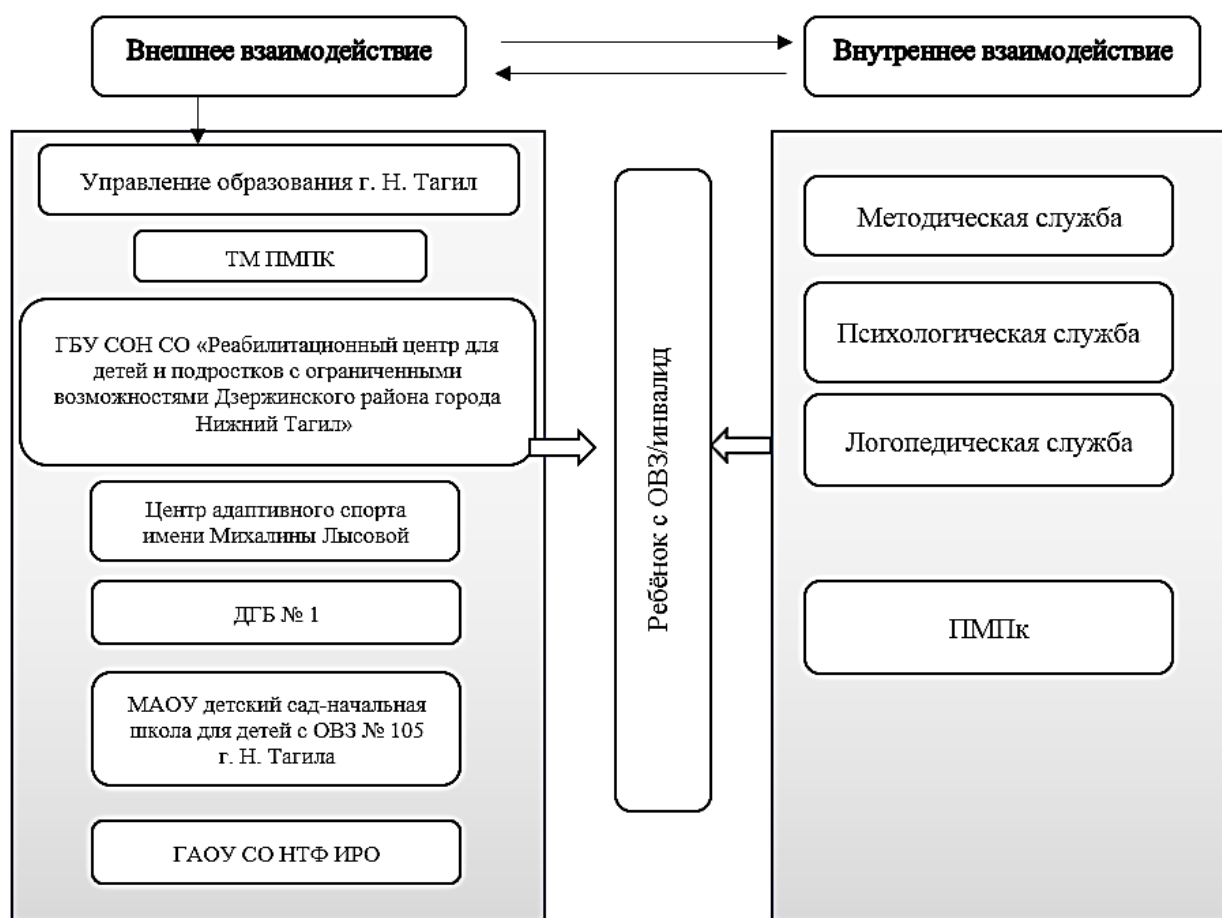 Внешнее взаимодействие
Внутреннее взаимодействие
Управление образования г. Н. Тагил
ТМ ПМПК
ГБУ СОН СО «Реабилитационный центр для
детей и подростков с ограниченными
возможностями Дзержинского района города
Нижний Тагил»
Центр адаптивного спорта
имени Михалины Лысовой
ДГБ № 1
МАОУ детский сад-начальная
школа для детей с ОВЗ № 105
г. Н. Тагила
ГАОУ СО НТФ ИРО
Ребёнок с ОВЗ/инвалид
Методическая служба
Психологическая служба
Логопедическая служба
ПМПк